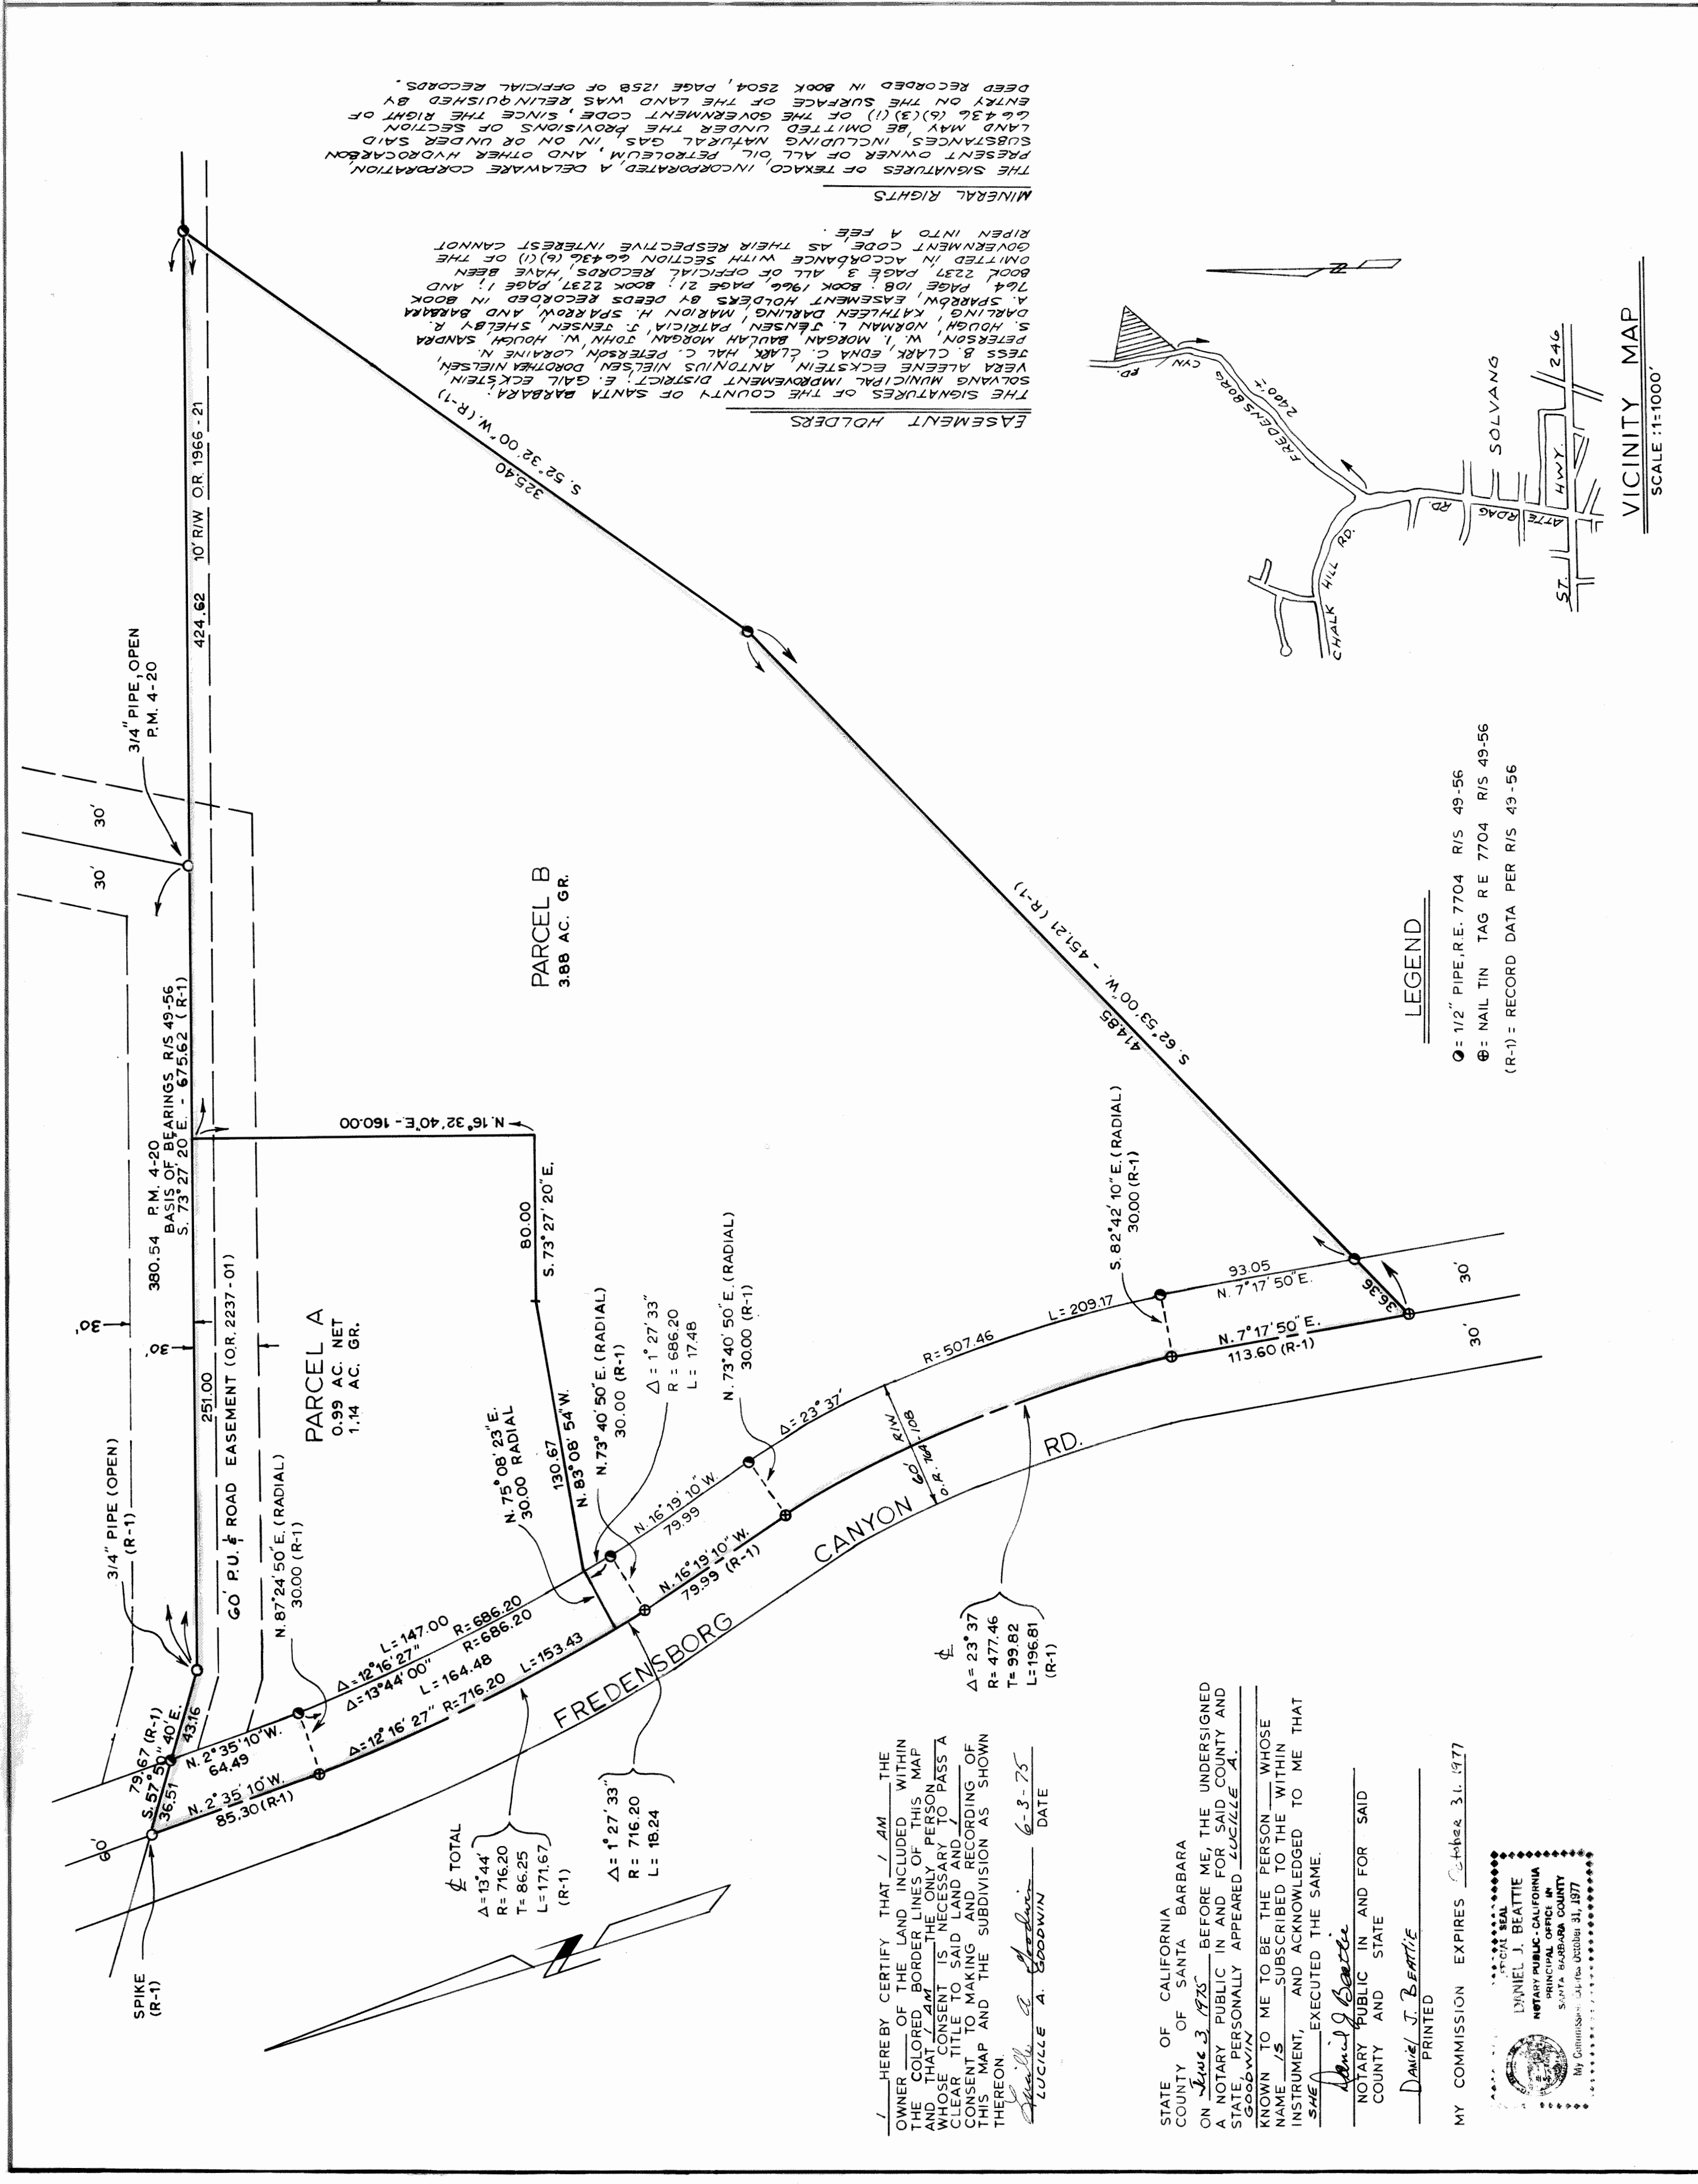 3/4" PIPE (OPEN)
(R-1)
3/4" PIPE, OPEN
P.M. 4-20
380.54 P.M. 4-20
BASIS OF BEARINGS R/S 49-56
S. 73° 27' 20" E. - 675.62 (R-1)
30'
30'
30'
30'
251.00
424.62 10' R/W O.R. 1966-21
60' P.U. & ROAD EASEMENT (O.R. 2237-01)
PARCEL A
0.99 AC. NET
1.14 AC. GR.
PARCEL B
3.88 AC. GR.
N. 16° 32' 40" E. - 160.00
80.00
S. 73° 27' 20" E.
130.67
N. 83° 08' 54" W.
325.40
S. 52° 32' 00" W. (R-1)
414.85
S. 62° 53' 00" W. - 451.21 (R-1)
SPIKE
(R-1)
60'
79.67 (R-1)
S. 57° 50' 40" E.
36.51
43.16
N. 2° 35' 10" W.
64.49
N. 2° 35' 10" W.
85.30 (R-1)
N. 87° 24' 50" E. (RADIAL)
30.00 (R-1)
Δ=12° 16' 27" L=147.00 R=686.20
Δ=13° 44' 00" L=164.48 R=686.20
Δ=12° 16' 27" R=716.20 L=153.43
N. 75° 08' 23" E.
30.00 RADIAL
N. 73° 40' 50" E. (RADIAL)
30.00 (R-1)
Δ = 1° 27' 33"
R = 686.20
L = 17.48
N. 73° 40' 50" E. (RADIAL)
30.00 (R-1)
N. 16° 19' 10" W.
79.99
N. 16° 19' 10" W.
79.99 (R-1)
Δ=23° 37' R=507.46 L=209.17
60' R/W
O.R. 764-108
S. 82° 42' 10" E. (RADIAL)
30.00 (R-1)
93.05
N. 7° 17' 50" E.
N. 7° 17' 50" E.
113.60 (R-1)
36.36
30'
30'
FREDENSBORG CANYON RD.
℄ TOTAL
Δ=13° 44'
R= 716.20
T= 86.25
L=171.67
(R-1)
Δ= 1° 27' 33"
R = 716.20
L = 18.24
℄
Δ= 23° 37
R= 477.46
T= 99.82
L=196.81
(R-1)
EASEMENT HOLDERS
THE SIGNATURES OF THE COUNTY OF SANTA BARBARA;
SOLVANG MUNICIPAL IMPROVEMENT DISTRICT; E. GAIL ECKSTEIN
VERA ALEENE ECKSTEIN, ANTONIUS NIELSEN, DOROTHEA NIELSEN,
JESS B. CLARK, EDNA C. CLARK, HAL C. PETERSON, LORAINE N.
PETERSON, W. I. MORGAN, BAULAH MORGAN, JOHN W. HOUGH, SANDRA
S. HOUGH, NORMAN L. JENSEN, PATRICIA J. JENSEN, SHELBY R.
DARLING, KATHLEEN DARLING, MARION H. SPARROW, AND BARBARA
A. SPARROW, EASEMENT HOLDERS BY DEEDS RECORDED IN BOOK
764, PAGE 108; BOOK 1966, PAGE 21; BOOK 2237, PAGE 1; AND
BOOK 2237 PAGE 3 ALL OF OFFICIAL RECORDS, HAVE BEEN
OMITTED IN ACCORDANCE WITH SECTION 66436 (6)(1) OF THE
GOVERNMENT CODE, AS THEIR RESPECTIVE INTEREST CANNOT
RIPEN INTO A FEE.
MINERAL RIGHTS
THE SIGNATURES OF TEXACO, INCORPORATED, A DELAWARE CORPORATION,
PRESENT OWNER OF ALL OIL, PETROLEUM, AND OTHER HYDROCARBON
SUBSTANCES, INCLUDING NATURAL GAS, IN ON OR UNDER SAID
LAND MAY BE OMITTED UNDER THE PROVISIONS OF SECTION
66436 (6)(3)(1) OF THE GOVERNMENT CODE, SINCE THE RIGHT OF
ENTRY ON THE SURFACE OF THE LAND WAS RELINQUISHED BY
DEED RECORDED IN BOOK 2504, PAGE 1258 OF OFFICIAL RECORDS.
FREDENSBORG CYN RD.
2400'±
CHALK HILL RD.
ATTERDAG RD.
SOLVANG
ST. HWY. 246
VICINITY MAP
SCALE : 1"=1000'
LEGEND
= 1/2" PIPE, R.E. 7704 R/S 49-56
⊕ = NAIL TIN TAG R E 7704 R/S 49-56
(R-1) = RECORD DATA PER R/S 49-56
I HEREBY CERTIFY THAT I AM THE
OWNER OF THE LAND INCLUDED WITHIN
THE COLORED BORDER LINES OF THIS MAP
AND THAT I AM THE ONLY PERSON
WHOSE CONSENT IS NECESSARY TO PASS A
CLEAR TITLE TO SAID LAND AND I
CONSENT TO MAKING AND RECORDING OF
THIS MAP AND THE SUBDIVISION AS SHOWN
THEREON.
Lucille A Goodwin 6-3-75
LUCILLE A. GOODWIN DATE
STATE OF CALIFORNIA
COUNTY OF SANTA BARBARA
ON JUNE 3, 1975 BEFORE ME, THE UNDERSIGNED
A NOTARY PUBLIC IN AND FOR SAID COUNTY AND
STATE, PERSONALLY APPEARED LUCILLE A.
GOODWIN
KNOWN TO ME TO BE THE PERSON WHOSE
NAME IS SUBSCRIBED TO THE WITHIN
INSTRUMENT, AND ACKNOWLEDGED TO ME THAT
SHE EXECUTED THE SAME.
Daniel J Beattie
NOTARY PUBLIC IN AND FOR SAID
COUNTY AND STATE
DANIEL J. BEATTIE
PRINTED
MY COMMISSION EXPIRES October 31, 1977
OFFICIAL SEAL
DANIEL J. BEATTIE
NOTARY PUBLIC - CALIFORNIA
PRINCIPAL OFFICE IN
SANTA BARBARA COUNTY
My Commission Expires October 31, 1977